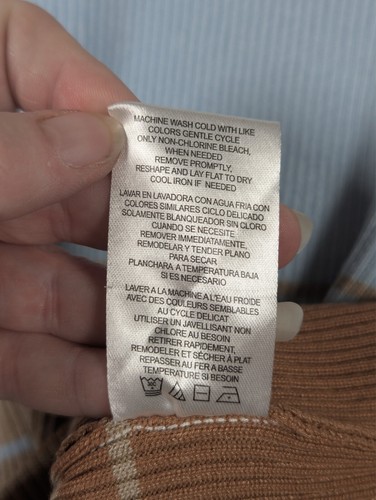 MACHINE WASH COLD WITH LIKE
COLORS GENTLE CYCLE
ONLY NON-CHLORINE BLEACH,
WHEN NEEDED
REMOVE PROMPTLY,
RESHAPE AND LAY FLAT TO DRY
COOL IRON IF NEEDED
LAVAR EN LAVADORA CON AGUA FRIA CON
COLORES SIMILARES CICLO DELICADO
SOLAMENTE BLANQUEADOR SIN CLORO
CUANDO SE NECESITE
REMOVER IMMEDIATAMENTE,
REMODELAR Y TENDER PLANO
PARA SECAR
PLANCHAR A TEMPERATURA BAJA
SI ES NECESARIO
LAVER A LA MACHINE A L'EAU FROIDE
AVEC DES COULEURS SEMBLABLES
AU CYCLE DELICAT
UTILISER UN JAVELLISANT NON
CHLORE AU BESOIN
RETIRER RAPIDEMENT,
REMODELER ET SÉCHER À PLAT
REPASSER AU FER A BASSE
TEMPERATURE SI BESOIN